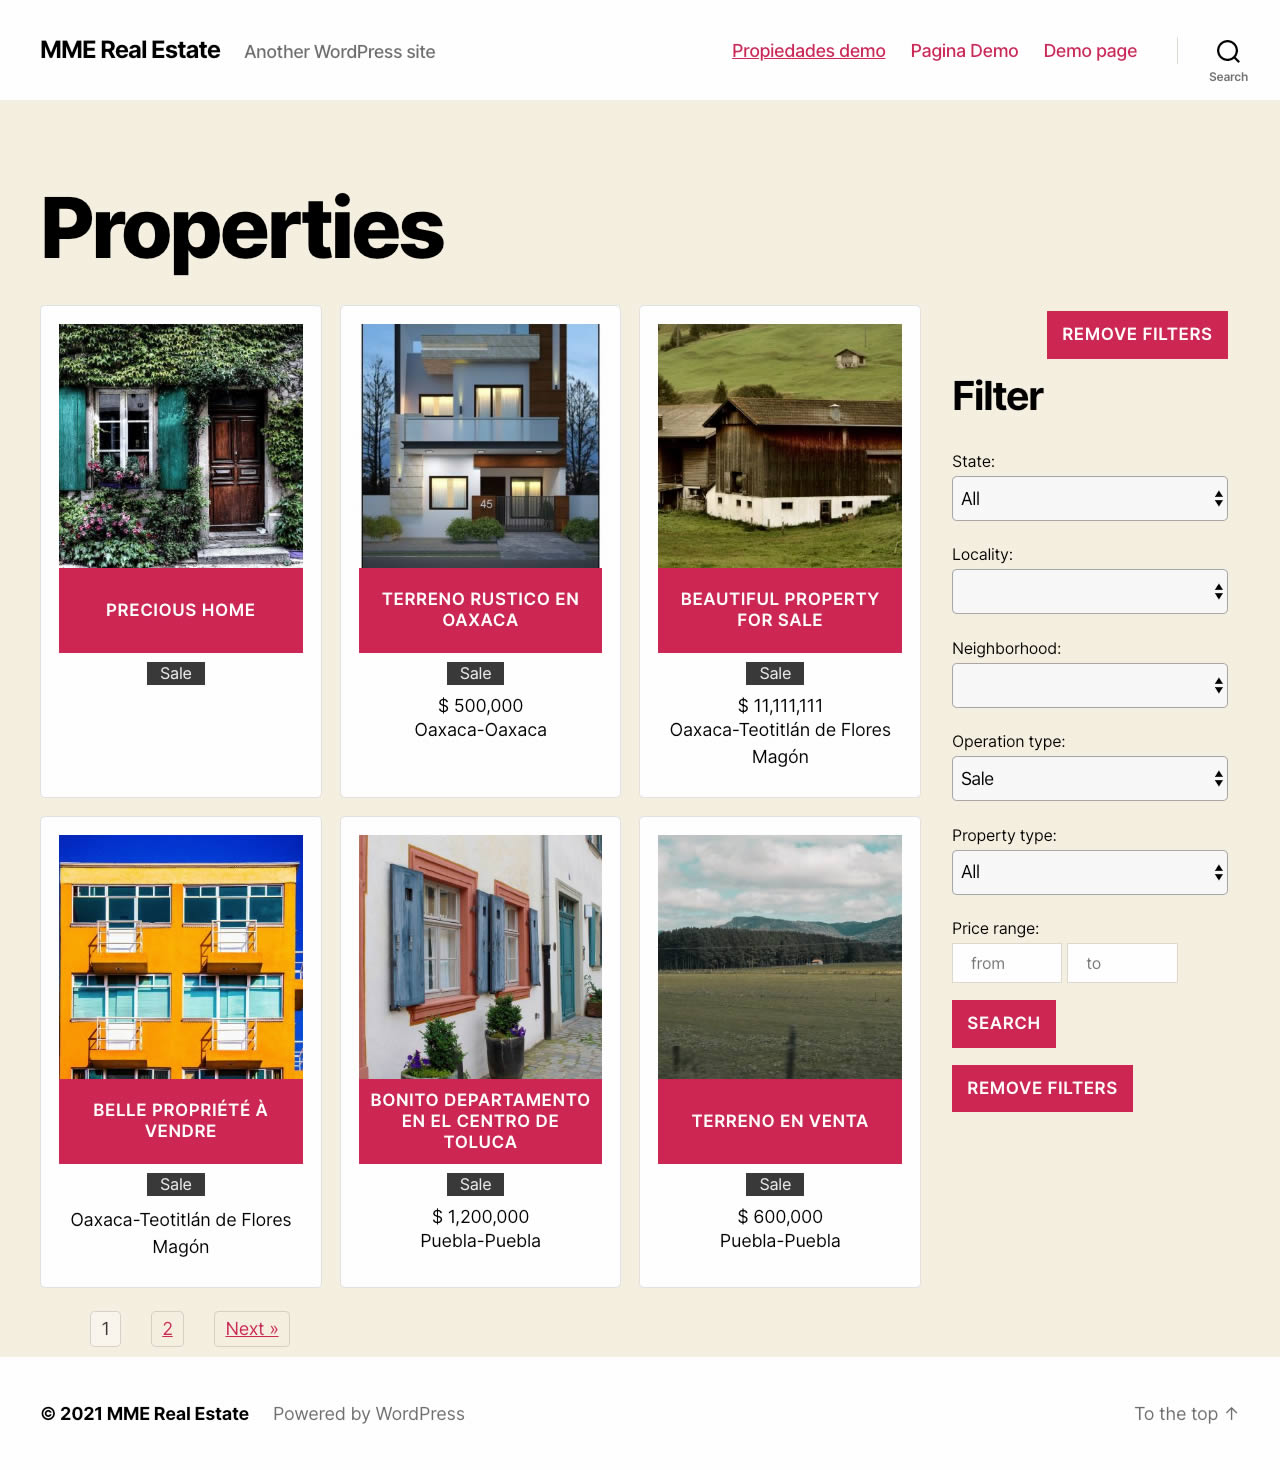 MME Real Estate
Another WordPress site
Propiedades demo
Pagina Demo
Demo page
Search
Properties
45
PRECIOUS HOME
Sale
TERRENO RUSTICO EN
OAXACA
Sale
$ 500,000
Oaxaca-Oaxaca
BEAUTIFUL PROPERTY
FOR SALE
Sale
$ 11,111,111
Oaxaca-Teotitlán de Flores
Magón
BELLE PROPRIÉTÉ À
VENDRE
Sale
Oaxaca-Teotitlán de Flores
Magón
BONITO DEPARTAMENTO
EN EL CENTRO DE
TOLUCA
Sale
$ 1,200,000
Puebla-Puebla
TERRENO EN VENTA
Sale
$ 600,000
Puebla-Puebla
1
2
Next »
REMOVE FILTERS
Filter
State:
All
Locality:
Neighborhood:
Operation type:
Sale
Property type:
All
Price range:
from
to
SEARCH
REMOVE FILTERS
© 2021 MME Real Estate
Powered by WordPress
To the top ↑